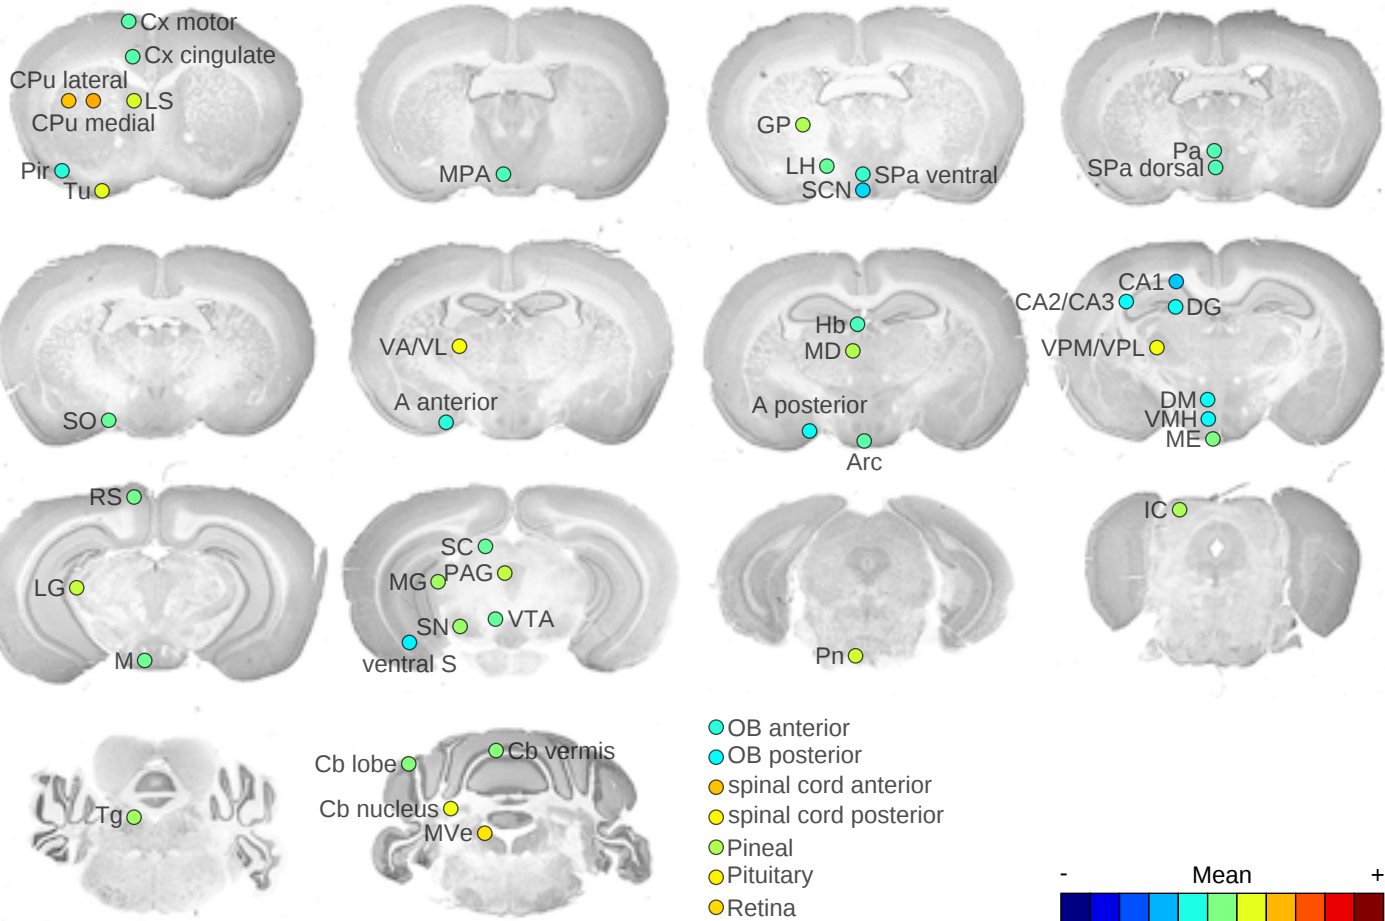 Cx motor
Cx cingulate
CPu lateral
LS
CPu medial
Pir
Tu
MPA
GP
LH
SPa ventral
SCN
Pa
SPa dorsal
SO
VA/VL
A anterior
Hb
MD
A posterior
Arc
CA1
CA2/CA3
DG
VPM/VPL
DM
VMH
ME
RS
LG
M
SC
MG
PAG
SN
VTA
ventral S
Pn
IC
Tg
Cb lobe
Cb vermis
Cb nucleus
MVe
OB anterior
OB posterior
spinal cord anterior
spinal cord posterior
Pineal
Pituitary
Retina
- Mean +